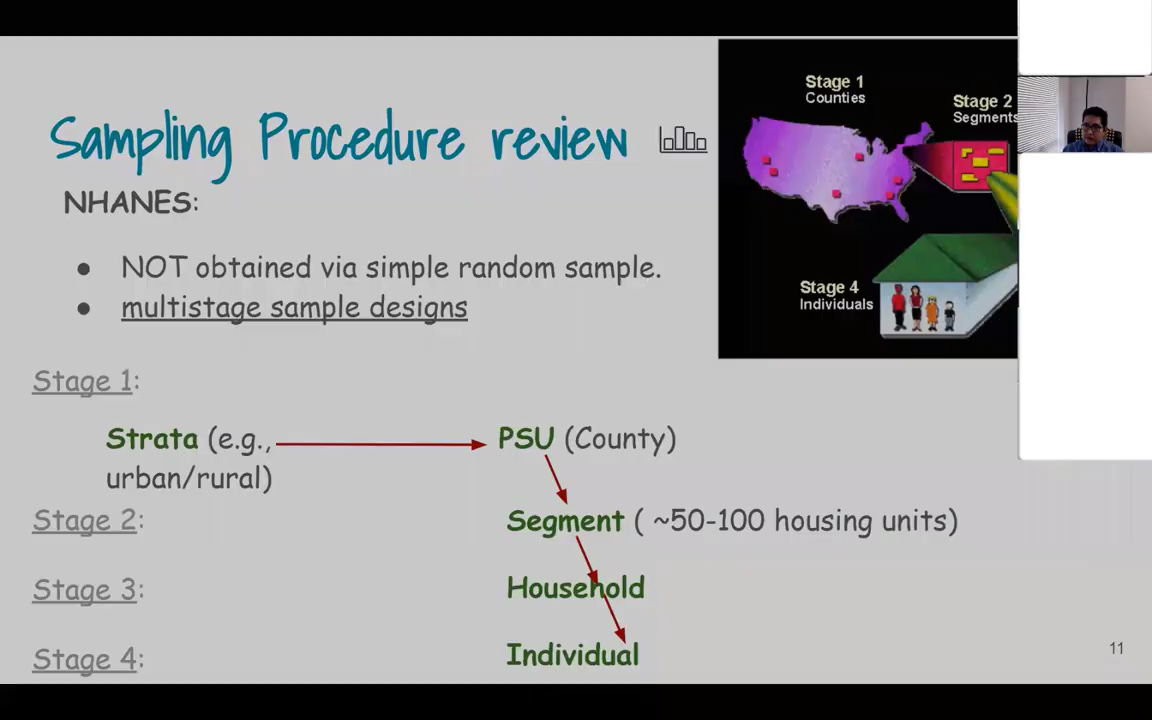 Sampling Procedure review
NHANES:
● NOT obtained via simple random sample.
● multistage sample designs
Stage 1
Counties
Stage 2
Segments
Stage 4
Individuals
Stage 1:
Strata (e.g., PSU (County)
urban/rural)
Stage 2: Segment ( ~50-100 housing units)
Stage 3: Household
Stage 4: Individual
11